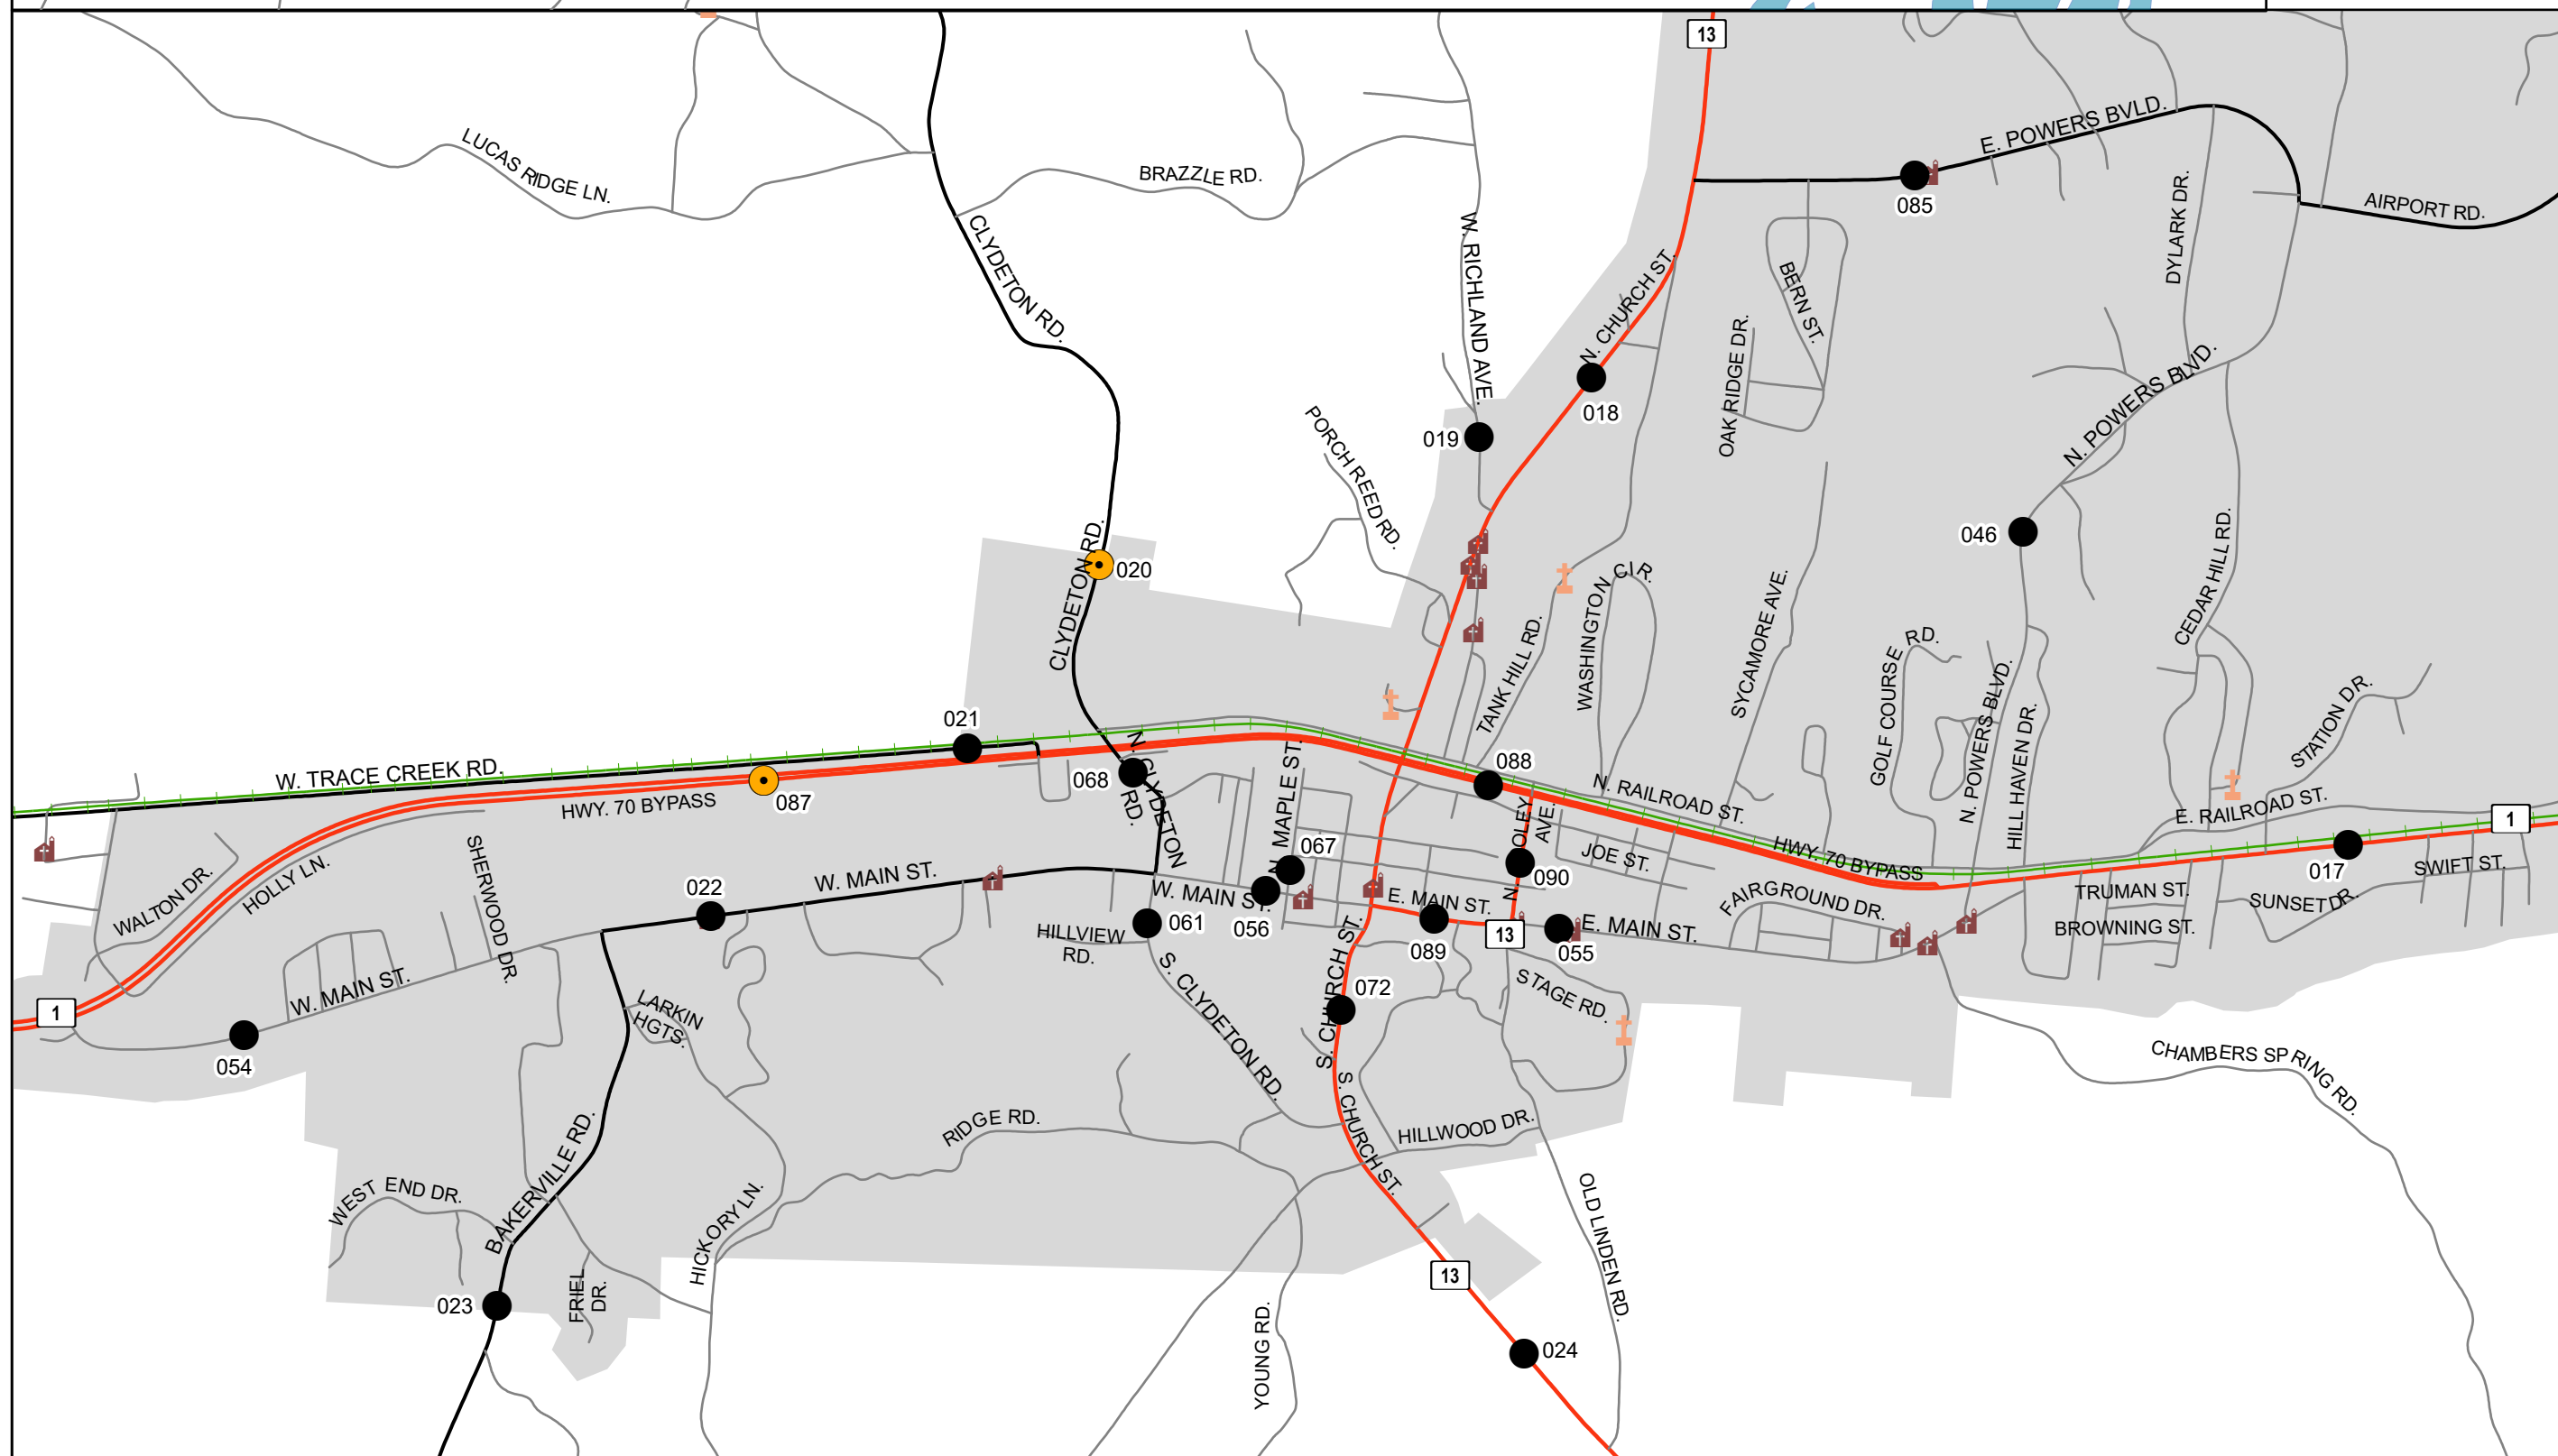 13
E. POWERS BVLD.
LUCAS RIDGE LN.
BRAZZLE RD.
085
AIRPORT RD.
DYLARK DR.
CLYDETON RD.
W. RICHLAND AVE.
N. CHURCH ST.
BERN ST.
OAK RIDGE DR.
018
N. POWERS BLVD.
019
PORCH REED RD.
046
CEDAR HILL RD.
CLYDETON RD.
020
WASHINGTON CIR.
TANK HILL RD.
SYCAMORE AVE.
GOLF COURSE RD.
N. POWERS BLVD.
HILL HAVEN DR.
STATION DR.
021
W. TRACE CREEK RD.
087
HWY. 70 BYPASS
068
N. CLYDETON
RD.
N. MAPLE ST.
088
N. RAILROAD ST.
E. RAILROAD ST.
1
HWY. 70 BYPASS
017
SWIFT ST.
067
OLEY
AVE.
N.
JOE ST.
090
WALTON DR.
HOLLY LN.
SHERWOOD DR.
022
W. MAIN ST.
W. MAIN ST.
056
061
HILLVIEW
RD.
E. MAIN ST.
089
13
055
E. MAIN ST.
FAIRGROUND DR.
TRUMAN ST.
BROWNING ST.
SUNSET DR.
1
054
W. MAIN ST.
LARKIN
HGTS.
S. CLYDETON RD.
S. CHURCH ST.
072
STAGE RD.
CHAMBERS SPRING RD.
S. CHURCH ST.
HILLWOOD DR.
RIDGE RD.
WEST END DR.
BAKERVILLE RD.
HICKORY LN.
FRIEL
DR.
023
OLD LINDEN RD.
13
YOUNG RD.
024